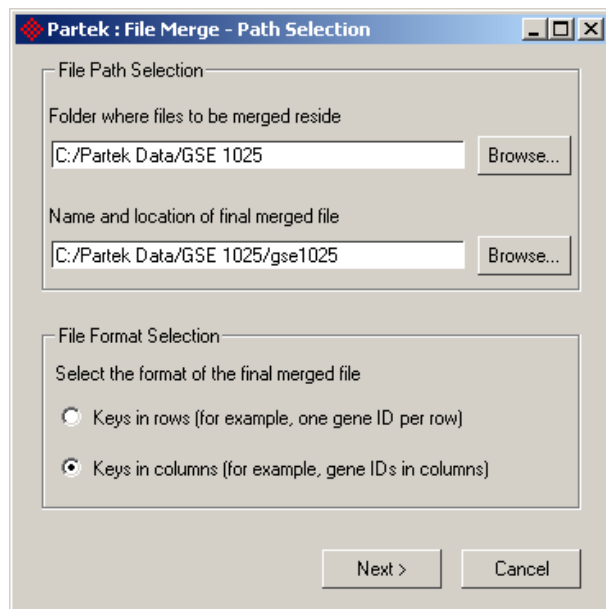 Partek : File Merge - Path Selection
File Path Selection
Folder where files to be merged reside
C:/Partek Data/GSE 1025
Browse...
Name and location of final merged file
C:/Partek Data/GSE 1025/gse1025
Browse...
File Format Selection
Select the format of the final merged file
Keys in rows (for example, one gene ID per row)
Keys in columns (for example, gene IDs in columns)
Next >
Cancel